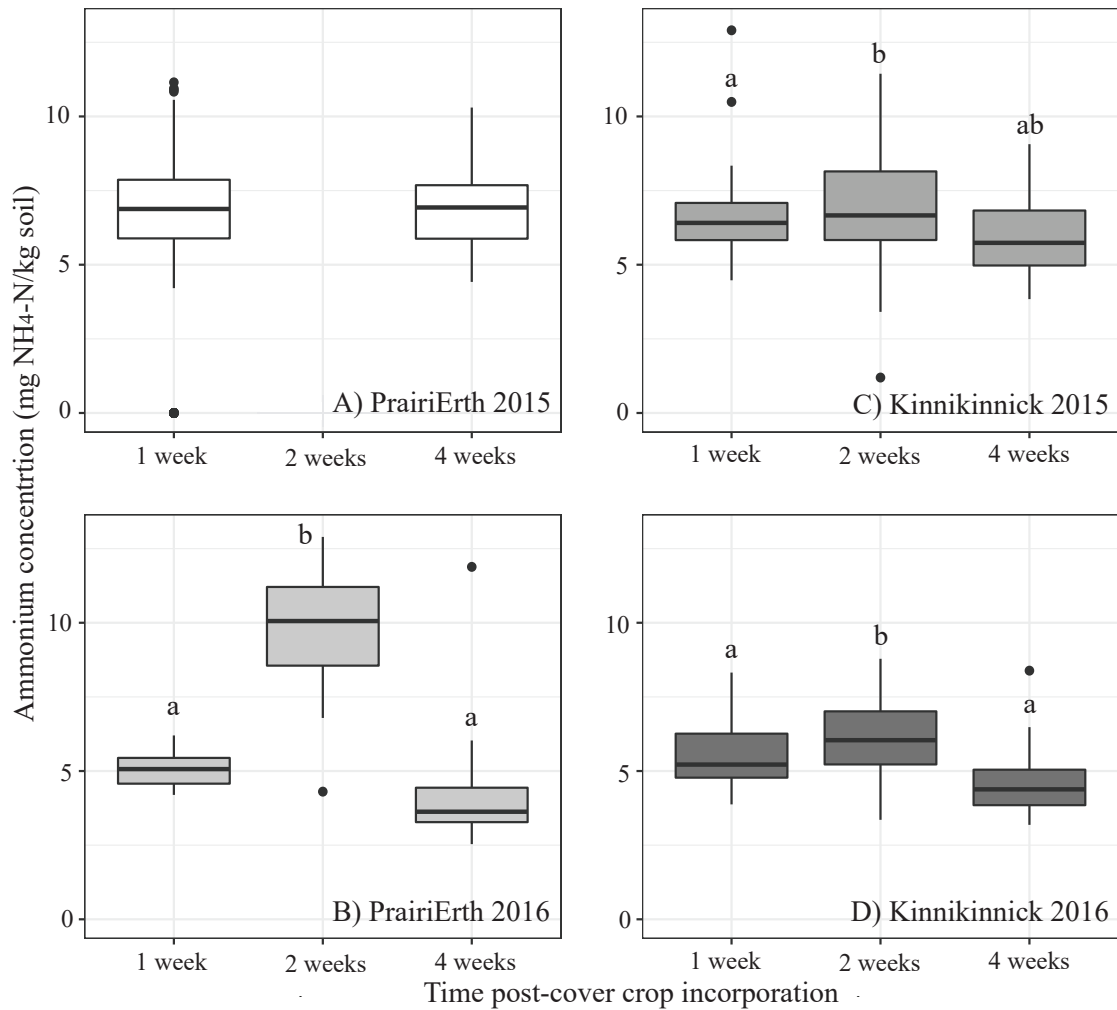 Ammonium concentrtion (mg NH4-N/kg soil)
10
5
0
A) PrairiErth 2015
1 week 2 weeks 4 weeks
a
b
ab
10
5
0
C) Kinnikinnick 2015
1 week 2 weeks 4 weeks
a
b
a
10
5
0
B) PrairiErth 2016
1 week 2 weeks 4 weeks
a
b
a
10
5
0
D) Kinnikinnick 2016
1 week 2 weeks 4 weeks
Time post-cover crop incorporation